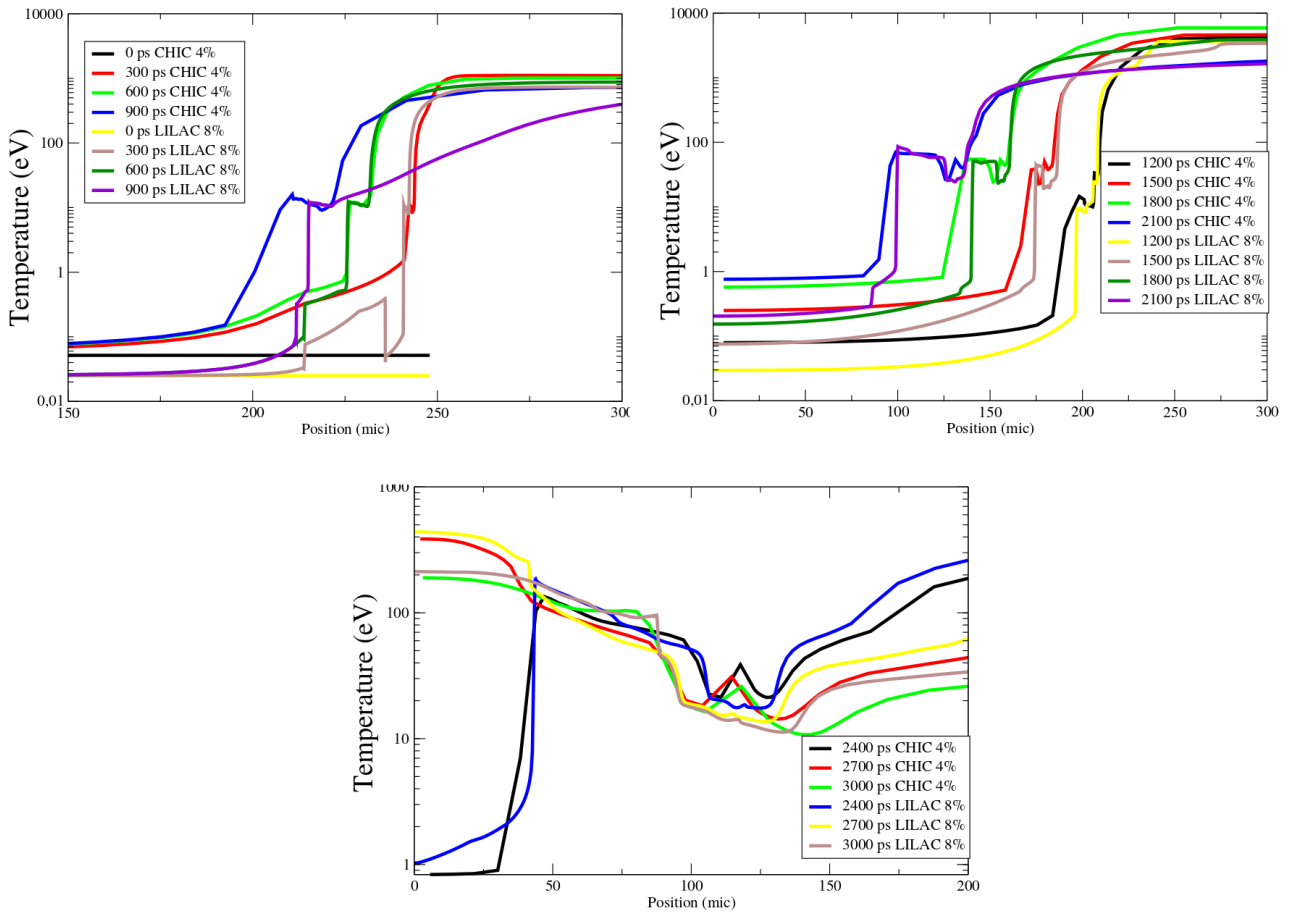 10000
100
1
0,01
Temperature (eV)
0 ps CHIC 4%
300 ps CHIC 4%
600 ps CHIC 4%
900 ps CHIC 4%
0 ps LILAC 8%
300 ps LILAC 8%
600 ps LILAC 8%
900 ps LILAC 8%
150 200 250 300
Position (mic)
10000
100
1
0,01
Temperature (eV)
1200 ps CHIC 4%
1500 ps CHIC 4%
1800 ps CHIC 4%
2100 ps CHIC 4%
1200 ps LILAC 8%
1500 ps LILAC 8%
1800 ps LILAC 8%
2100 ps LILAC 8%
0 50 100 150 200 250 300
Position (mic)
1000
100
10
1
Temperature (eV)
2400 ps CHIC 4%
2700 ps CHIC 4%
3000 ps CHIC 4%
2400 ps LILAC 8%
2700 ps LILAC 8%
3000 ps LILAC 8%
0 50 100 150 200
Position (mic)